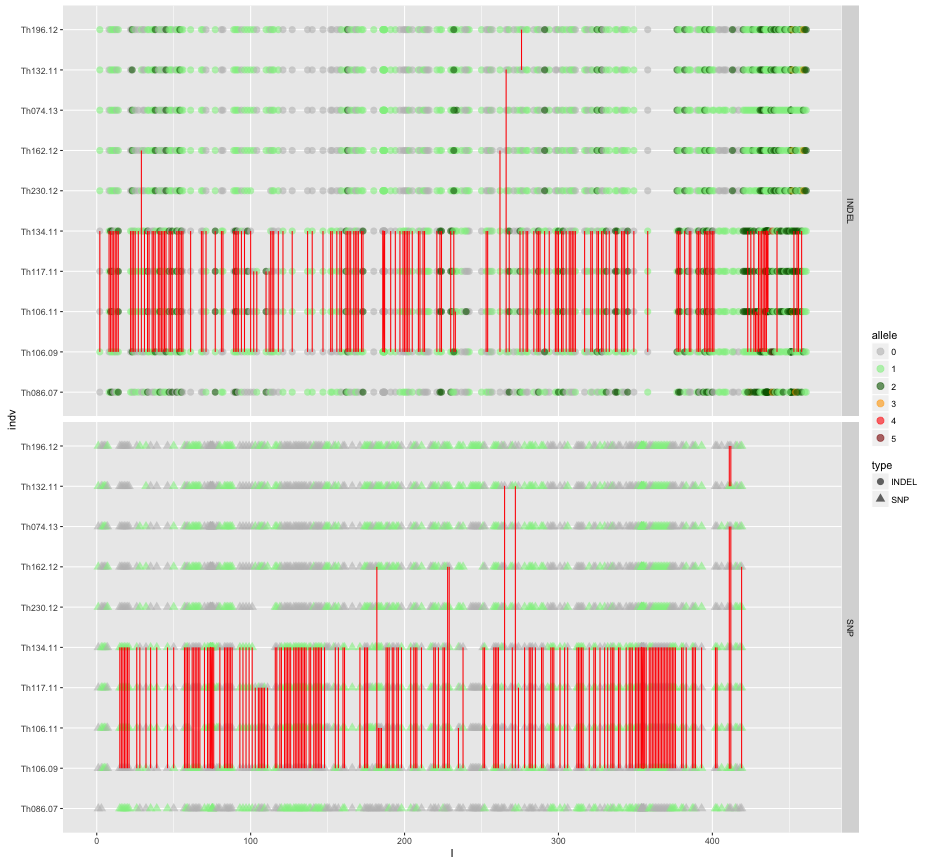 Th196.12
Th132.11
Th074.13
Th162.12
Th230.12
Th134.11
Th117.11
Th106.11
Th106.09
Th086.07
INDEL
indv
Th196.12
Th132.11
Th074.13
Th162.12
Th230.12
Th134.11
Th117.11
Th106.11
Th106.09
Th086.07
SNP
0
100
200
300
400
I
allele
0
1
2
3
4
5
type
INDEL
SNP